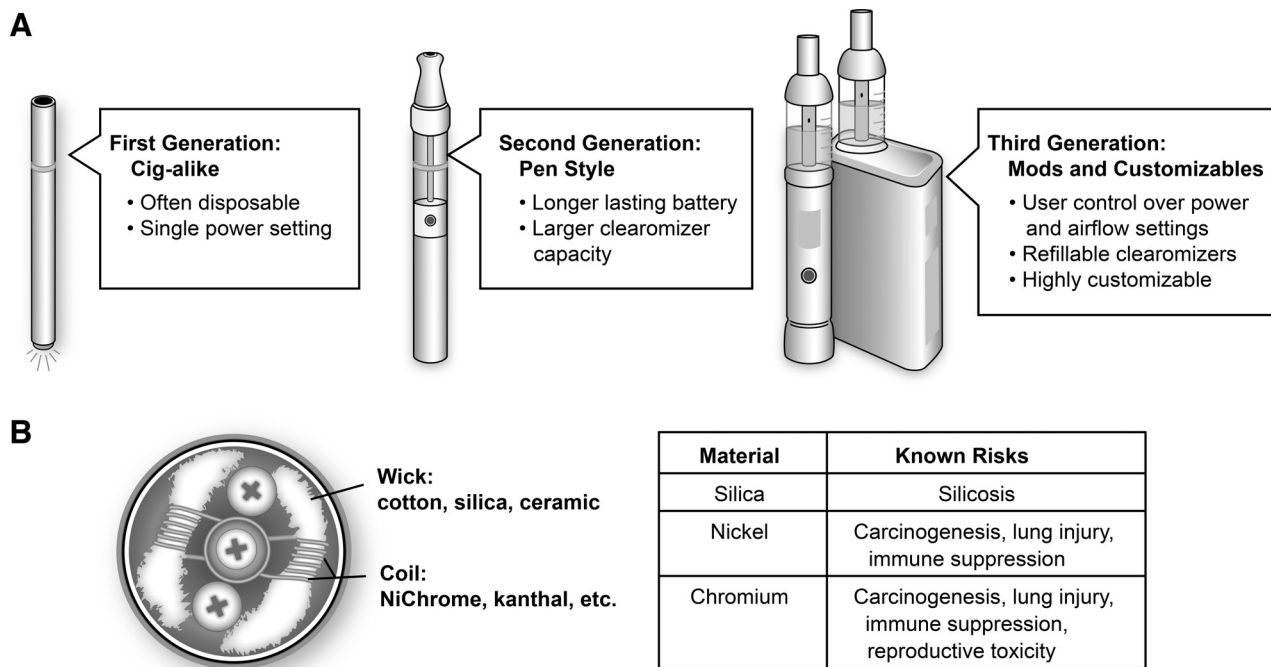 A
First Generation:
Cig-alike
• Often disposable
• Single power setting
Second Generation:
Pen Style
• Longer lasting battery
• Larger clearomizer
capacity
Third Generation:
Mods and Customizables
• User control over power
and airflow settings
• Refillable clearomizers
• Highly customizable
B
Wick:
cotton, silica, ceramic
Coil:
NiChrome, kanthal, etc.
Material Known Risks
Silica Silicosis
Nickel Carcinogenesis, lung injury,
immune suppression
Chromium Carcinogenesis, lung injury,
immune suppression,
reproductive toxicity